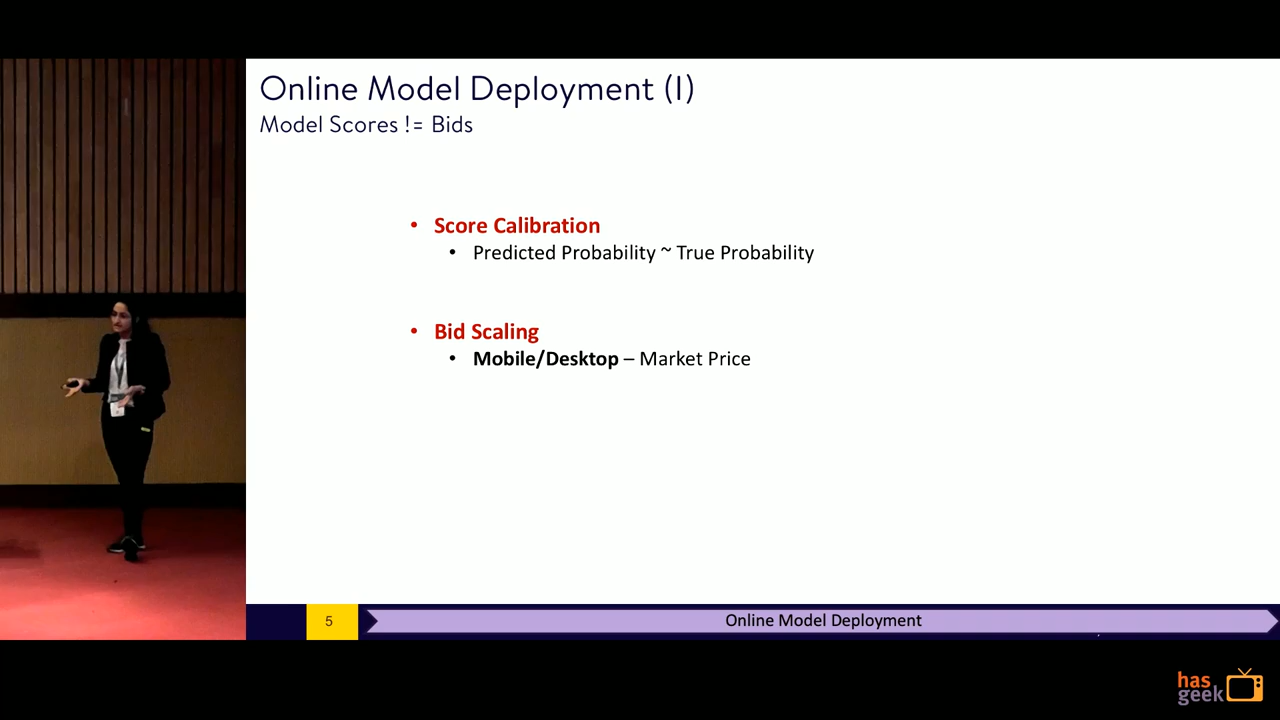 Online Model Deployment (I)
Model Scores != Bids
• Score Calibration
• Predicted Probability ~ True Probability
• Bid Scaling
• Mobile/Desktop – Market Price
5
Online Model Deployment
has
geek